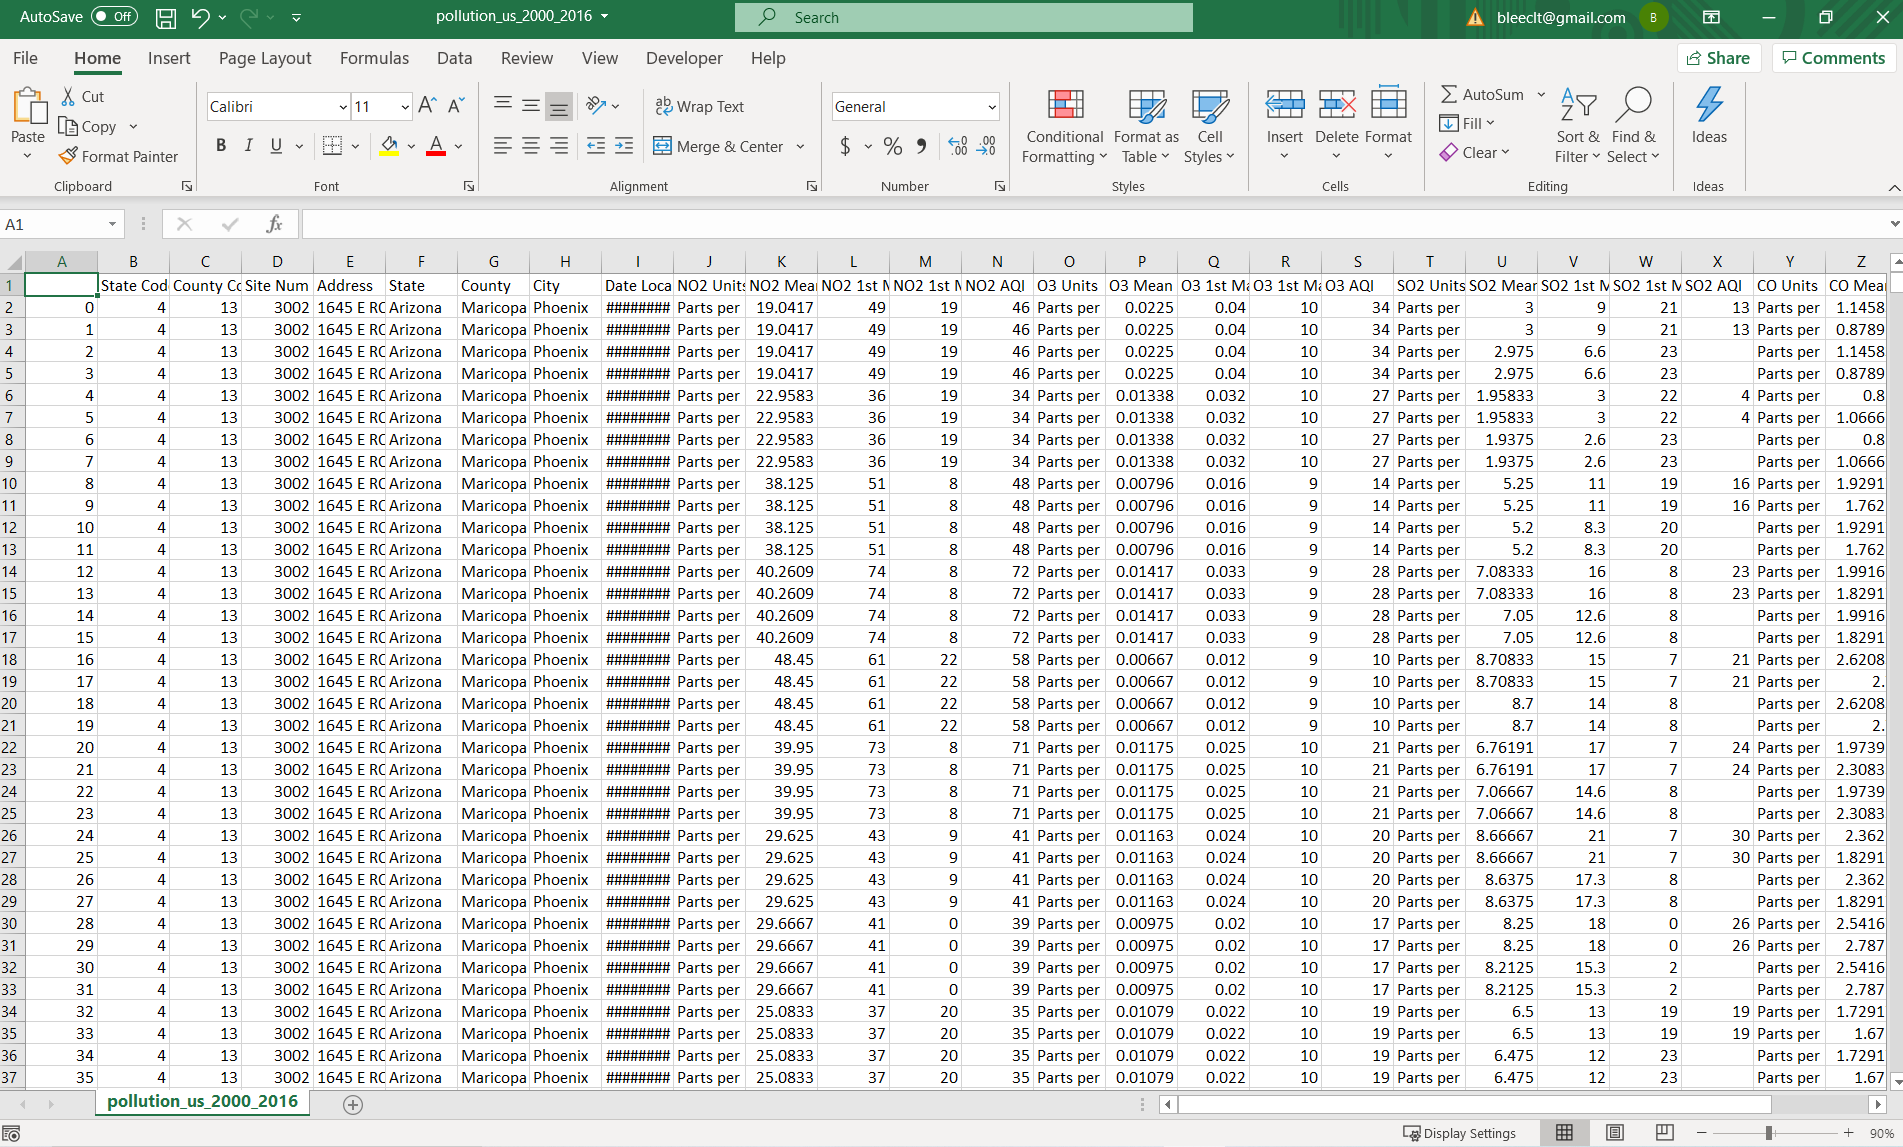 AutoSave Off pollution_us_2000_2016 Search bleeclt@gmail.com B
File Home Insert Page Layout Formulas Data Review View Developer Help Share Comments
Paste Cut Copy Format Painter Clipboard
Calibri 11 A^ A˅ B I U A Font
ab Wrap Text Merge & Center Alignment
General $ % , .00 .00 Number
Conditional Formatting Format as Table Cell Styles Styles
Insert Delete Format Cells
AutoSum Fill Clear Sort & Filter Find & Select Editing
Ideas Ideas
A1 fx
A B C D E F G H I J K L M N O P Q R S T U V W X Y Z
1 State Cod County Co Site Num Address State County City Date Loca NO2 Units NO2 Mea NO2 1st M NO2 1st M NO2 AQI O3 Units O3 Mean O3 1st Ma O3 1st Ma O3 AQI SO2 Units SO2 Mean SO2 1st M SO2 1st M SO2 AQI CO Units CO Mea
2 0 4 13 3002 1645 E RO Arizona Maricopa Phoenix ######## Parts per 19.0417 49 19 46 Parts per 0.0225 0.04 10 34 Parts per 3 9 21 13 Parts per 1.1458
3 1 4 13 3002 1645 E RO Arizona Maricopa Phoenix ######## Parts per 19.0417 49 19 46 Parts per 0.0225 0.04 10 34 Parts per 3 9 21 13 Parts per 0.8789
4 2 4 13 3002 1645 E RO Arizona Maricopa Phoenix ######## Parts per 19.0417 49 19 46 Parts per 0.0225 0.04 10 34 Parts per 2.975 6.6 23 Parts per 1.1458
5 3 4 13 3002 1645 E RO Arizona Maricopa Phoenix ######## Parts per 19.0417 49 19 46 Parts per 0.0225 0.04 10 34 Parts per 2.975 6.6 23 Parts per 0.8789
6 4 4 13 3002 1645 E RO Arizona Maricopa Phoenix ######## Parts per 22.9583 36 19 34 Parts per 0.01338 0.032 10 27 Parts per 1.95833 3 22 4 Parts per 0.8
7 5 4 13 3002 1645 E RO Arizona Maricopa Phoenix ######## Parts per 22.9583 36 19 34 Parts per 0.01338 0.032 10 27 Parts per 1.95833 3 22 4 Parts per 1.0666
8 6 4 13 3002 1645 E RO Arizona Maricopa Phoenix ######## Parts per 22.9583 36 19 34 Parts per 0.01338 0.032 10 27 Parts per 1.9375 2.6 23 Parts per 0.8
9 7 4 13 3002 1645 E RO Arizona Maricopa Phoenix ######## Parts per 22.9583 36 19 34 Parts per 0.01338 0.032 10 27 Parts per 1.9375 2.6 23 Parts per 1.0666
10 8 4 13 3002 1645 E RO Arizona Maricopa Phoenix ######## Parts per 38.125 51 8 48 Parts per 0.00796 0.016 9 14 Parts per 5.25 11 19 16 Parts per 1.9291
11 9 4 13 3002 1645 E RO Arizona Maricopa Phoenix ######## Parts per 38.125 51 8 48 Parts per 0.00796 0.016 9 14 Parts per 5.25 11 19 16 Parts per 1.762
12 10 4 13 3002 1645 E RO Arizona Maricopa Phoenix ######## Parts per 38.125 51 8 48 Parts per 0.00796 0.016 9 14 Parts per 5.2 8.3 20 Parts per 1.9291
13 11 4 13 3002 1645 E RO Arizona Maricopa Phoenix ######## Parts per 38.125 51 8 48 Parts per 0.00796 0.016 9 14 Parts per 5.2 8.3 20 Parts per 1.762
14 12 4 13 3002 1645 E RO Arizona Maricopa Phoenix ######## Parts per 40.2609 74 8 72 Parts per 0.01417 0.033 9 28 Parts per 7.08333 16 8 23 Parts per 1.9916
15 13 4 13 3002 1645 E RO Arizona Maricopa Phoenix ######## Parts per 40.2609 74 8 72 Parts per 0.01417 0.033 9 28 Parts per 7.08333 16 8 23 Parts per 1.8291
16 14 4 13 3002 1645 E RO Arizona Maricopa Phoenix ######## Parts per 40.2609 74 8 72 Parts per 0.01417 0.033 9 28 Parts per 7.05 12.6 8 Parts per 1.9916
17 15 4 13 3002 1645 E RO Arizona Maricopa Phoenix ######## Parts per 40.2609 74 8 72 Parts per 0.01417 0.033 9 28 Parts per 7.05 12.6 8 Parts per 1.8291
18 16 4 13 3002 1645 E RO Arizona Maricopa Phoenix ######## Parts per 48.45 61 22 58 Parts per 0.00667 0.012 9 10 Parts per 8.70833 15 7 21 Parts per 2.6208
19 17 4 13 3002 1645 E RO Arizona Maricopa Phoenix ######## Parts per 48.45 61 22 58 Parts per 0.00667 0.012 9 10 Parts per 8.70833 15 7 21 Parts per 2.
20 18 4 13 3002 1645 E RO Arizona Maricopa Phoenix ######## Parts per 48.45 61 22 58 Parts per 0.00667 0.012 9 10 Parts per 8.7 14 8 Parts per 2.6208
21 19 4 13 3002 1645 E RO Arizona Maricopa Phoenix ######## Parts per 48.45 61 22 58 Parts per 0.00667 0.012 9 10 Parts per 8.7 14 8 Parts per 2.
22 20 4 13 3002 1645 E RO Arizona Maricopa Phoenix ######## Parts per 39.95 73 8 71 Parts per 0.01175 0.025 10 21 Parts per 6.76191 17 7 24 Parts per 1.9739
23 21 4 13 3002 1645 E RO Arizona Maricopa Phoenix ######## Parts per 39.95 73 8 71 Parts per 0.01175 0.025 10 21 Parts per 6.76191 17 7 24 Parts per 2.3083
24 22 4 13 3002 1645 E RO Arizona Maricopa Phoenix ######## Parts per 39.95 73 8 71 Parts per 0.01175 0.025 10 21 Parts per 7.06667 14.6 8 Parts per 1.9739
25 23 4 13 3002 1645 E RO Arizona Maricopa Phoenix ######## Parts per 39.95 73 8 71 Parts per 0.01175 0.025 10 21 Parts per 7.06667 14.6 8 Parts per 2.3083
26 24 4 13 3002 1645 E RO Arizona Maricopa Phoenix ######## Parts per 29.625 43 9 41 Parts per 0.01163 0.024 10 20 Parts per 8.66667 21 7 30 Parts per 2.362
27 25 4 13 3002 1645 E RO Arizona Maricopa Phoenix ######## Parts per 29.625 43 9 41 Parts per 0.01163 0.024 10 20 Parts per 8.66667 21 7 30 Parts per 1.8291
28 26 4 13 3002 1645 E RO Arizona Maricopa Phoenix ######## Parts per 29.625 43 9 41 Parts per 0.01163 0.024 10 20 Parts per 8.6375 17.3 8 Parts per 2.362
29 27 4 13 3002 1645 E RO Arizona Maricopa Phoenix ######## Parts per 29.625 43 9 41 Parts per 0.01163 0.024 10 20 Parts per 8.6375 17.3 8 Parts per 1.8291
30 28 4 13 3002 1645 E RO Arizona Maricopa Phoenix ######## Parts per 29.6667 41 0 39 Parts per 0.00975 0.02 10 17 Parts per 8.25 18 0 26 Parts per 2.5416
31 29 4 13 3002 1645 E RO Arizona Maricopa Phoenix ######## Parts per 29.6667 41 0 39 Parts per 0.00975 0.02 10 17 Parts per 8.25 18 0 26 Parts per 2.787
32 30 4 13 3002 1645 E RO Arizona Maricopa Phoenix ######## Parts per 29.6667 41 0 39 Parts per 0.00975 0.02 10 17 Parts per 8.2125 15.3 2 Parts per 2.5416
33 31 4 13 3002 1645 E RO Arizona Maricopa Phoenix ######## Parts per 29.6667 41 0 39 Parts per 0.00975 0.02 10 17 Parts per 8.2125 15.3 2 Parts per 2.787
34 32 4 13 3002 1645 E RO Arizona Maricopa Phoenix ######## Parts per 25.0833 37 20 35 Parts per 0.01079 0.022 10 19 Parts per 6.5 13 19 19 Parts per 1.7291
35 33 4 13 3002 1645 E RO Arizona Maricopa Phoenix ######## Parts per 25.0833 37 20 35 Parts per 0.01079 0.022 10 19 Parts per 6.5 13 19 19 Parts per 1.67
36 34 4 13 3002 1645 E RO Arizona Maricopa Phoenix ######## Parts per 25.0833 37 20 35 Parts per 0.01079 0.022 10 19 Parts per 6.475 12 23 Parts per 1.7291
37 35 4 13 3002 1645 E RO Arizona Maricopa Phoenix ######## Parts per 25.0833 37 20 35 Parts per 0.01079 0.022 10 19 Parts per 6.475 12 23 Parts per 1.67
pollution_us_2000_2016
Display Settings 90%